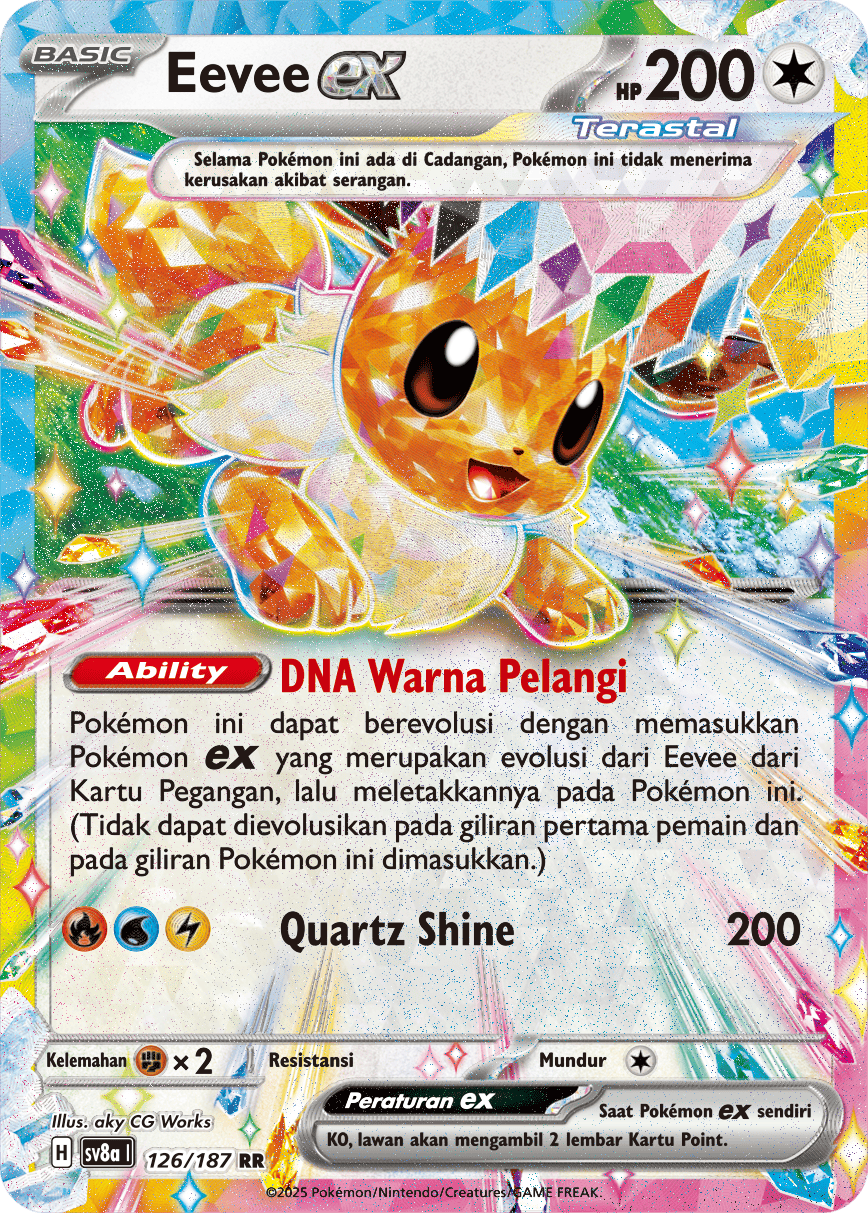 BASIC
Eevee ex
HP 200
Terastal
Selama Pokémon ini ada di Cadangan, Pokémon ini tidak menerima
kerusakan akibat serangan.
Ability DNA Warna Pelangi
Pokémon ini dapat berevolusi dengan memasukkan
Pokémon ex yang merupakan evolusi dari Eevee dari
Kartu Pegangan, lalu meletakkannya pada Pokémon ini.
(Tidak dapat dievolusikan pada giliran pertama pemain dan
pada giliran Pokémon ini dimasukkan.)
Quartz Shine 200
Kelemahan ×2 Resistansi Mundur
Peraturan ex
Saat Pokémon ex sendiri
KO, lawan akan mengambil 2 lembar Kartu Point.
Illus. aky CG Works
H sv8a I 126/187 RR
©2025 Pokémon/Nintendo/Creatures/GAME FREAK.